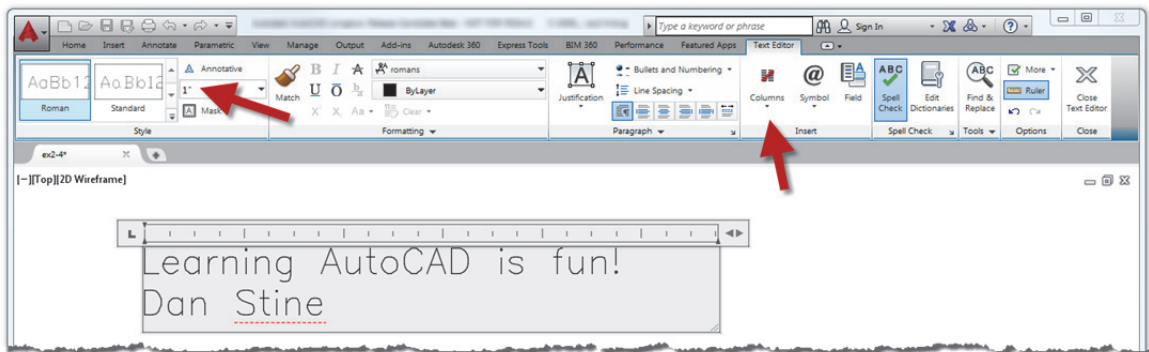 Type a keyword or phrase
Sign In
Home Insert Annotate Parametric View Manage Output Add-ins Autodesk 360 Express Tools BIM 360 Performance Featured Apps Text Editor
AaBb12 AaBb12
Roman Standard
Annotative
1"
Mask
Style
Match
B I A
romans
U O
ByLayer
X X, Aa Clear
Formatting
Justification
Bullets and Numbering
Line Spacing
Paragraph
Columns
@
Symbol
Field
Insert
ABC
Spell Check
Edit Dictionaries
Spell Check
ABC
Find & Replace
Tools
More
Ruler
Options
Close Text Editor
Close
ex2-4*
[−][Top][2D Wireframe]
Learning AutoCAD is fun!
Dan Stine